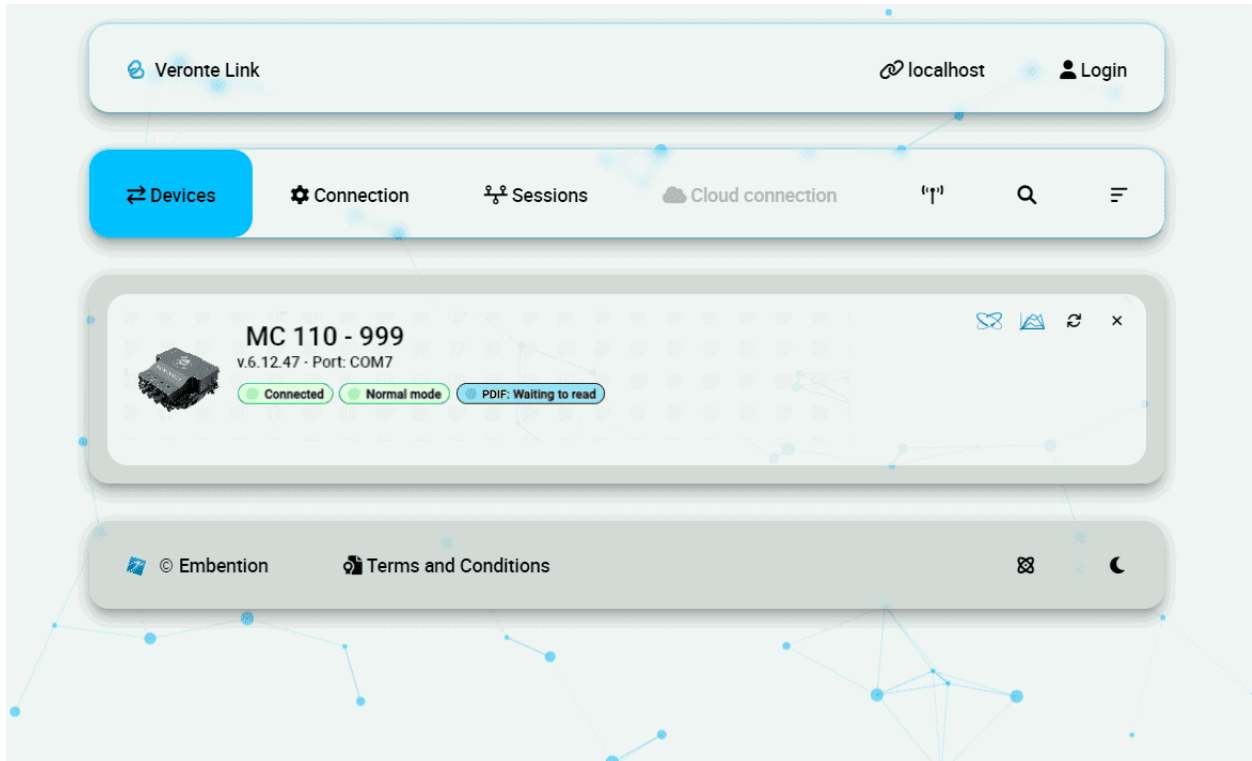 Veronte Link
localhost
Login
Devices
Connection
Sessions
Cloud connection
MC 110 - 999
v.6.12.47 - Port: COM7
Connected
Normal mode
PDIF: Waiting to read
© Embention
Terms and Conditions